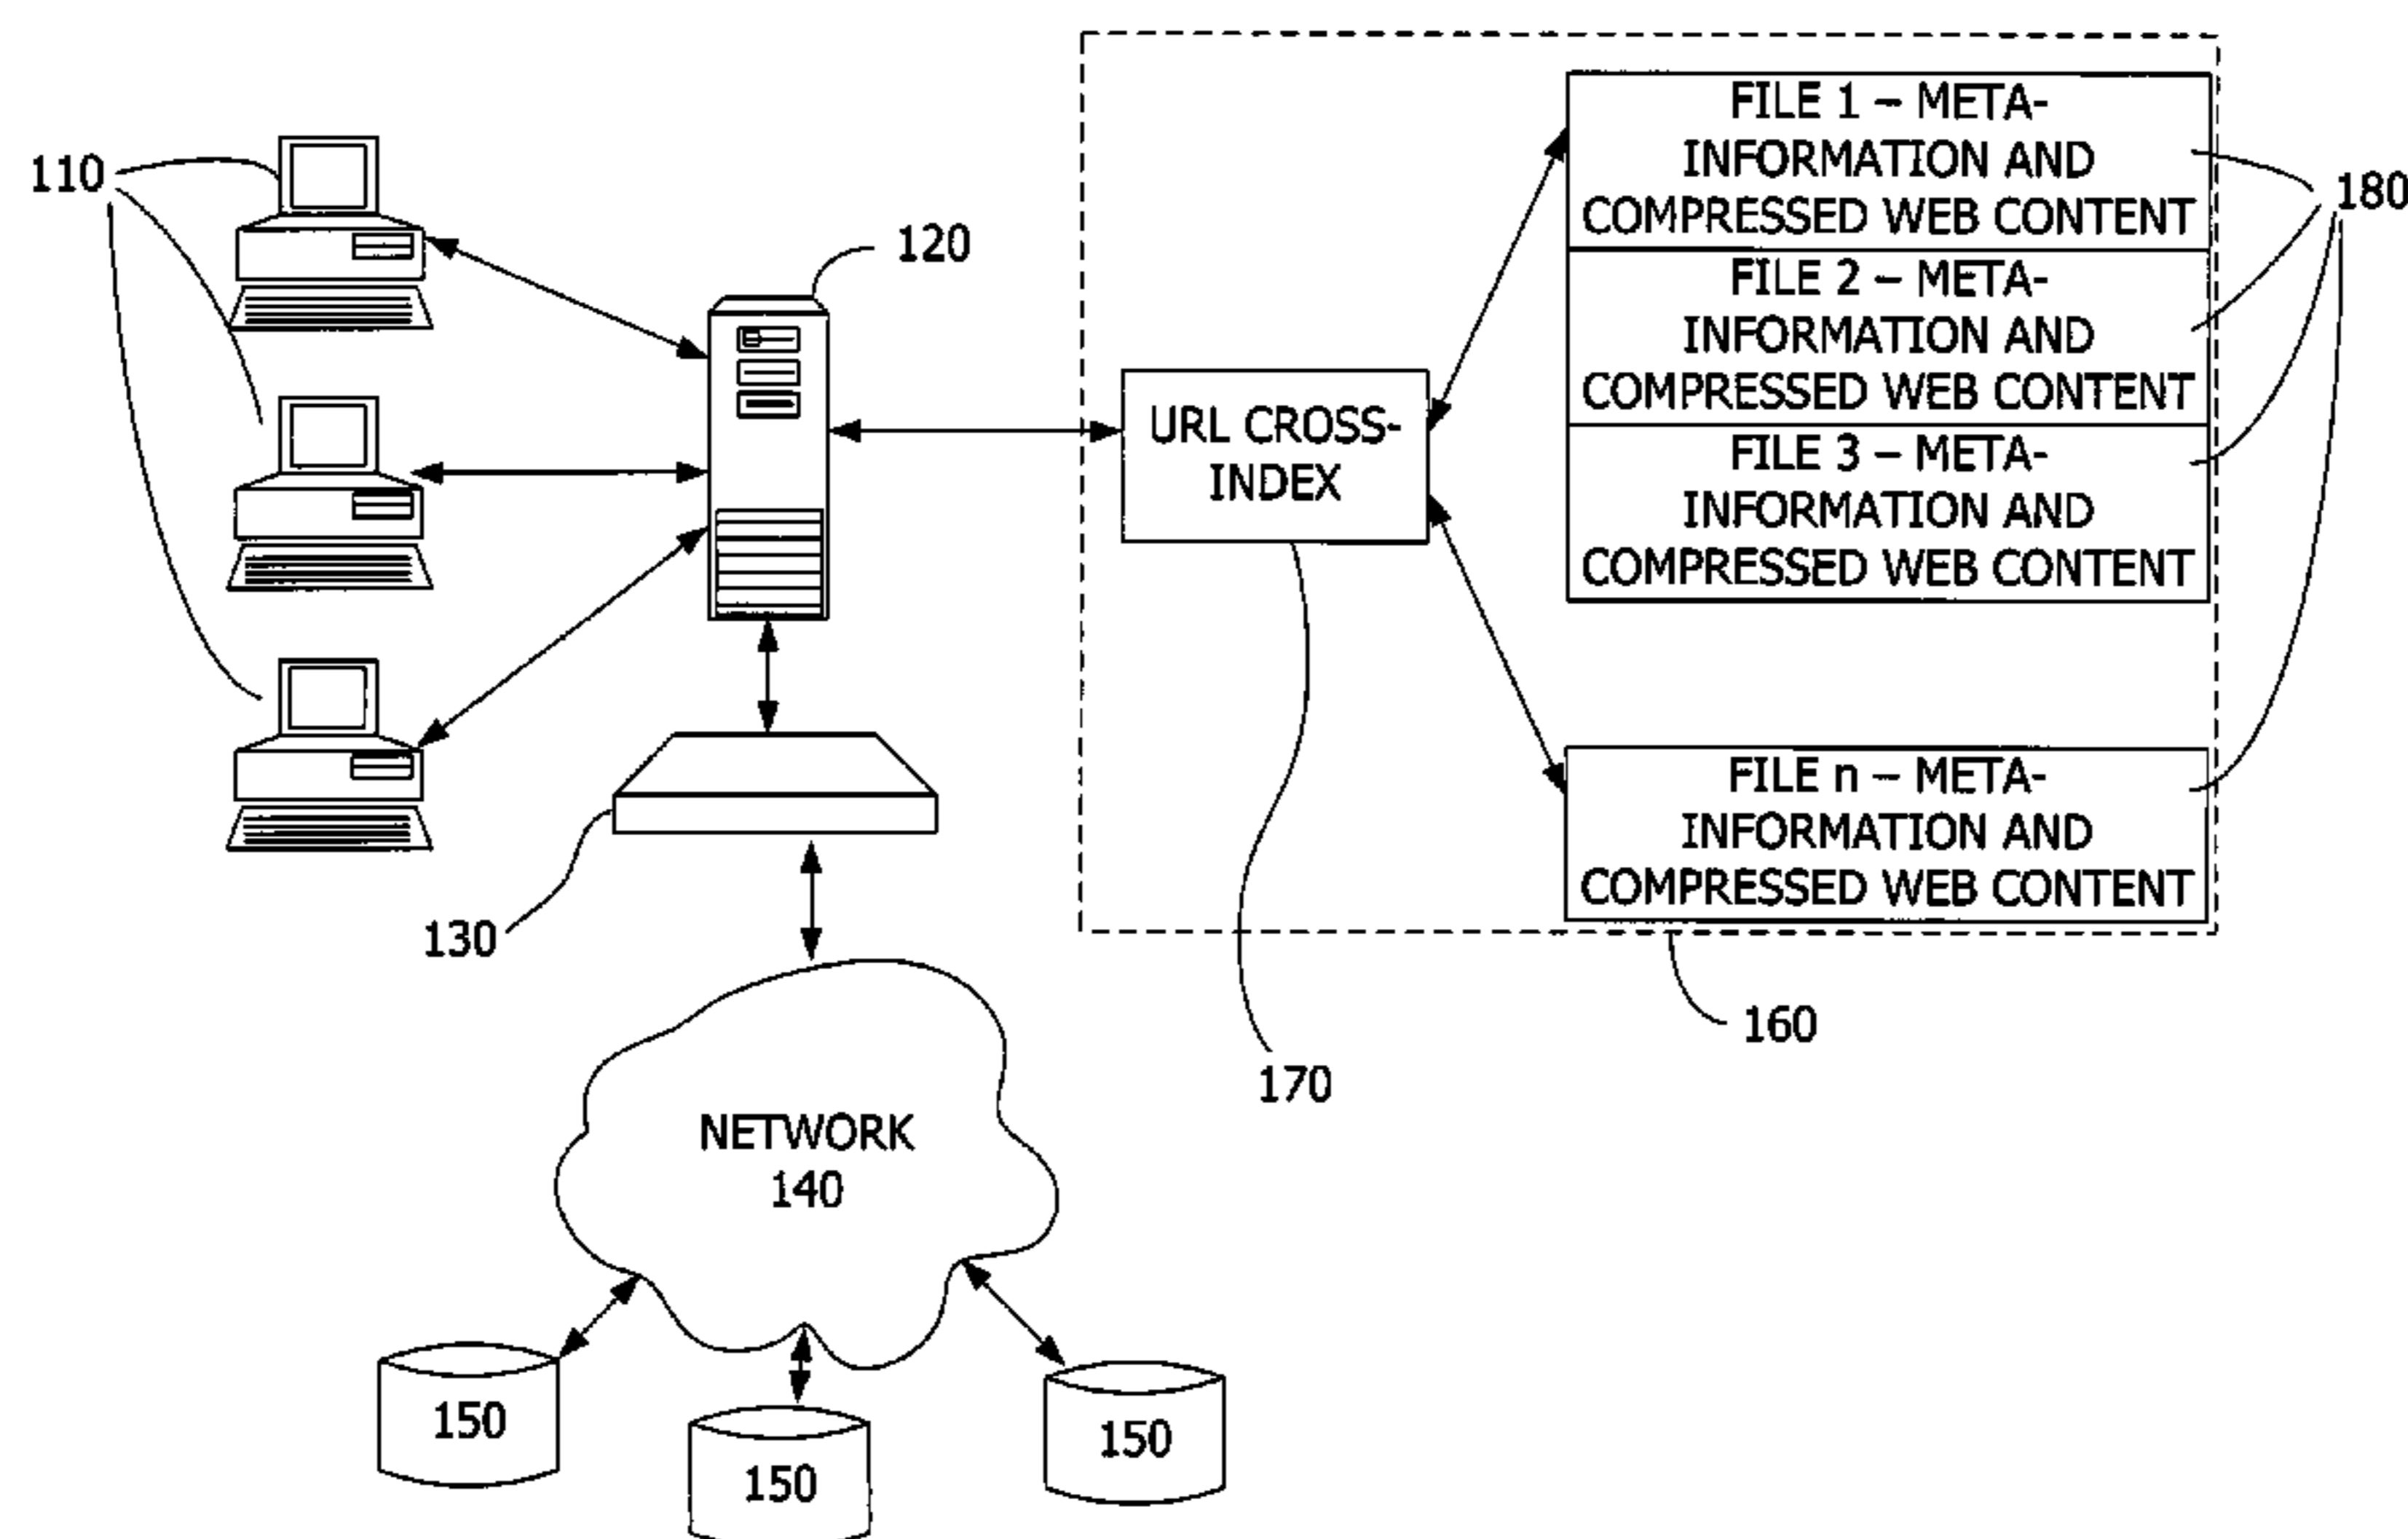 110
120
130
NETWORK
140
150
150
150
URL CROSS-
INDEX
170
FILE 1 – META-
INFORMATION AND
COMPRESSED WEB CONTENT
FILE 2 – META-
INFORMATION AND
COMPRESSED WEB CONTENT
FILE 3 – META-
INFORMATION AND
COMPRESSED WEB CONTENT
FILE n – META-
INFORMATION AND
COMPRESSED WEB CONTENT
180
160